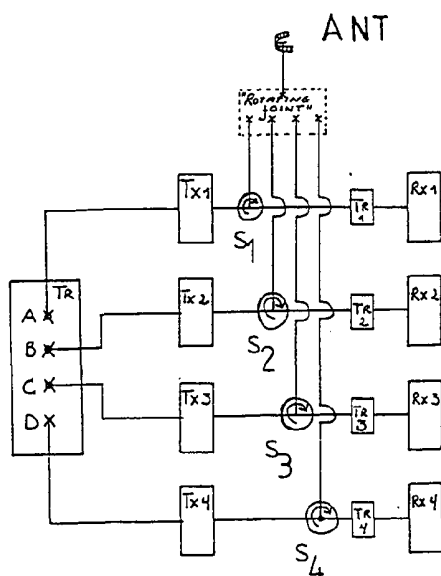 ANT
"ROTATING
JOINT"
Tx1
TR
1
Rx1
S1
TR
A
B
C
D
Tx2
TR
2
Rx2
S2
Tx3
TR
3
Rx3
S3
Tx4
TR
4
Rx4
S4